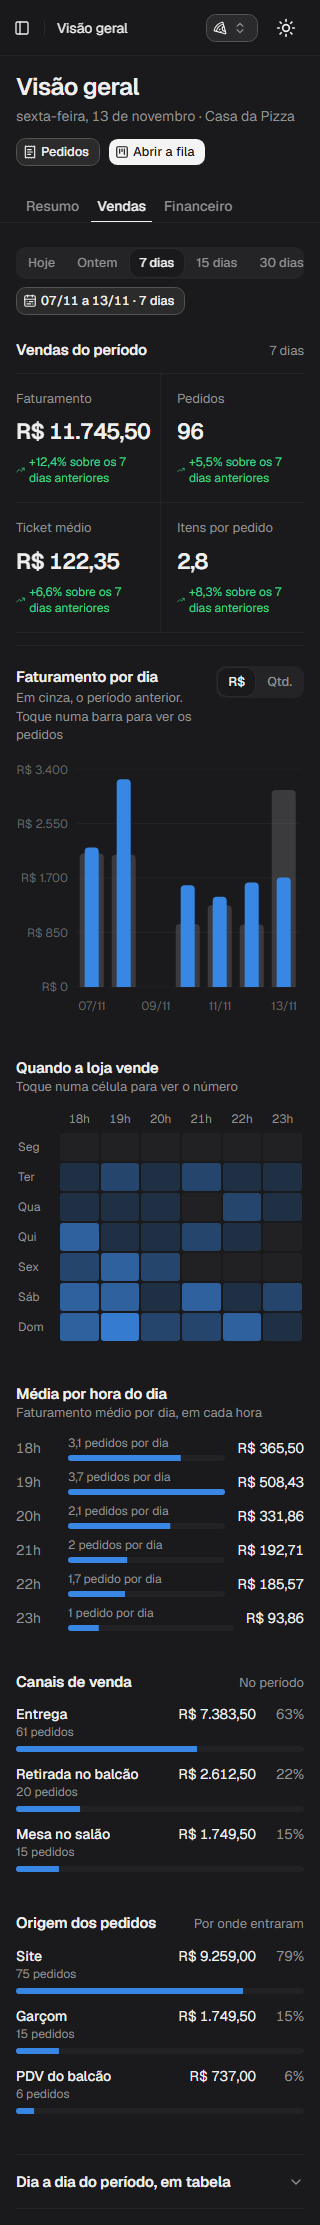 Visão geral
Visão geral
sexta-feira, 13 de novembro · Casa da Pizza
Pedidos
Abrir a fila
Resumo Vendas Financeiro
Hoje Ontem 7 dias 15 dias 30 dias
07/11 a 13/11 · 7 dias
Vendas do período 7 dias
Faturamento Pedidos
R$ 11.745,50 96
+12,4% sobre os 7 +5,5% sobre os 7
dias anteriores dias anteriores
Ticket médio Itens por pedido
R$ 122,35 2,8
+6,6% sobre os 7 +8,3% sobre os 7
dias anteriores dias anteriores
Faturamento por dia R$ Qtd.
Em cinza, o período anterior.
Toque numa barra para ver os
pedidos
R$ 3.400
R$ 2.550
R$ 1.700
R$ 850
R$ 0
07/11 09/11 11/11 13/11
Quando a loja vende
Toque numa célula para ver o número
18h 19h 20h 21h 22h 23h
Seg
Ter
Qua
Qui
Sex
Sáb
Dom
Média por hora do dia
Faturamento médio por dia, em cada hora
18h 3,1 pedidos por dia R$ 365,50
19h 3,7 pedidos por dia R$ 508,43
20h 2,1 pedidos por dia R$ 331,86
21h 2 pedidos por dia R$ 192,71
22h 1,7 pedido por dia R$ 185,57
23h 1 pedido por dia R$ 93,86
Canais de venda No período
Entrega R$ 7.383,50 63%
61 pedidos
Retirada no balcão R$ 2.612,50 22%
20 pedidos
Mesa no salão R$ 1.749,50 15%
15 pedidos
Origem dos pedidos Por onde entraram
Site R$ 9.259,00 79%
75 pedidos
Garçom R$ 1.749,50 15%
15 pedidos
PDV do balcão R$ 737,00 6%
6 pedidos
Dia a dia do período, em tabela